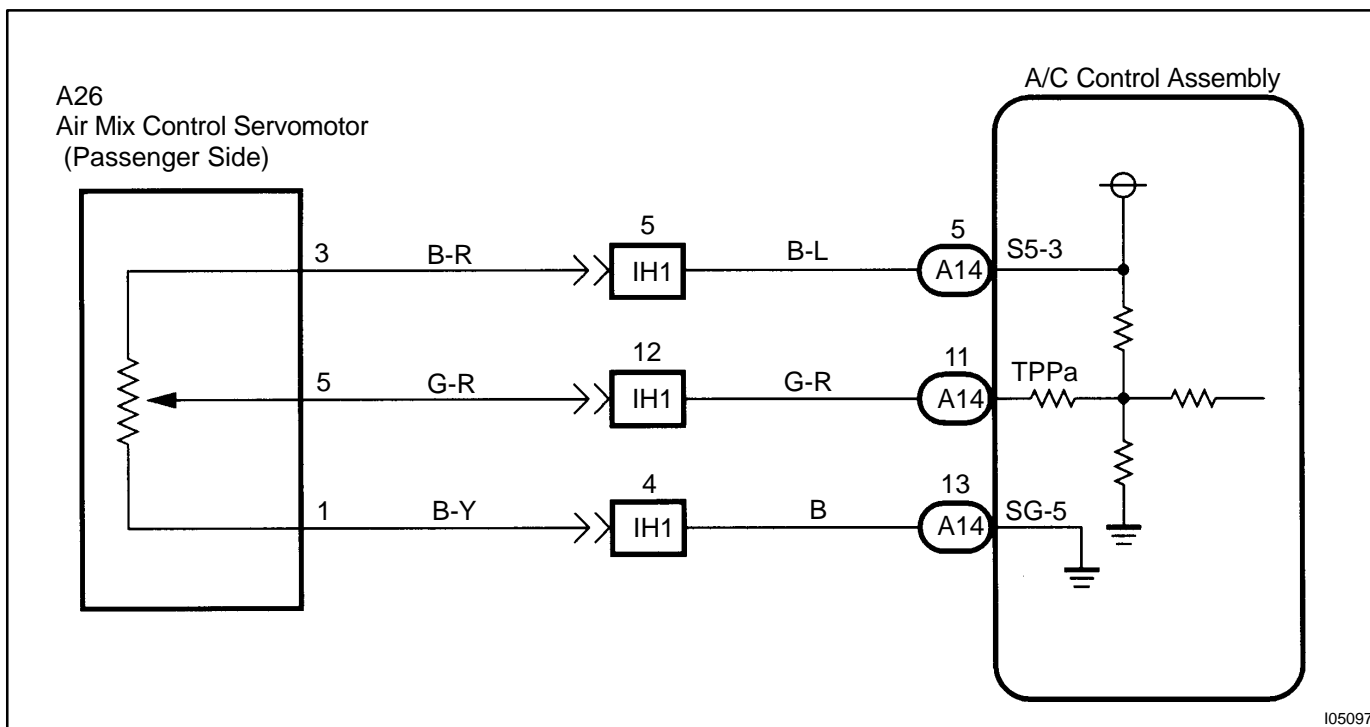 A/C Control Assembly
A26
Air Mix Control Servomotor
(Passenger Side)
5
5
3
B-R
IH1
B-L
A14
S5-3
12
11
5
G-R
IH1
G-R
A14
TPPa
4
13
1
B-Y
IH1
B
A14
SG-5
I05097